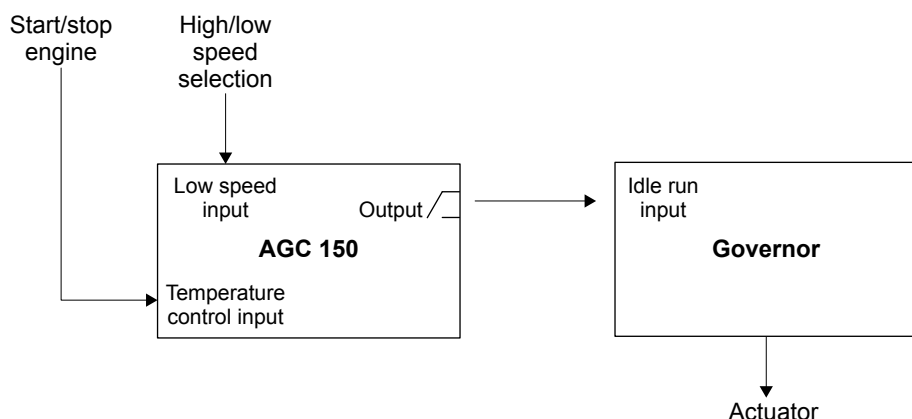 Start/stop
engine
High/low
speed
selection
Low speed
input
Output
AGC 150
Temperature
control input
Idle run
input
Governor
Actuator